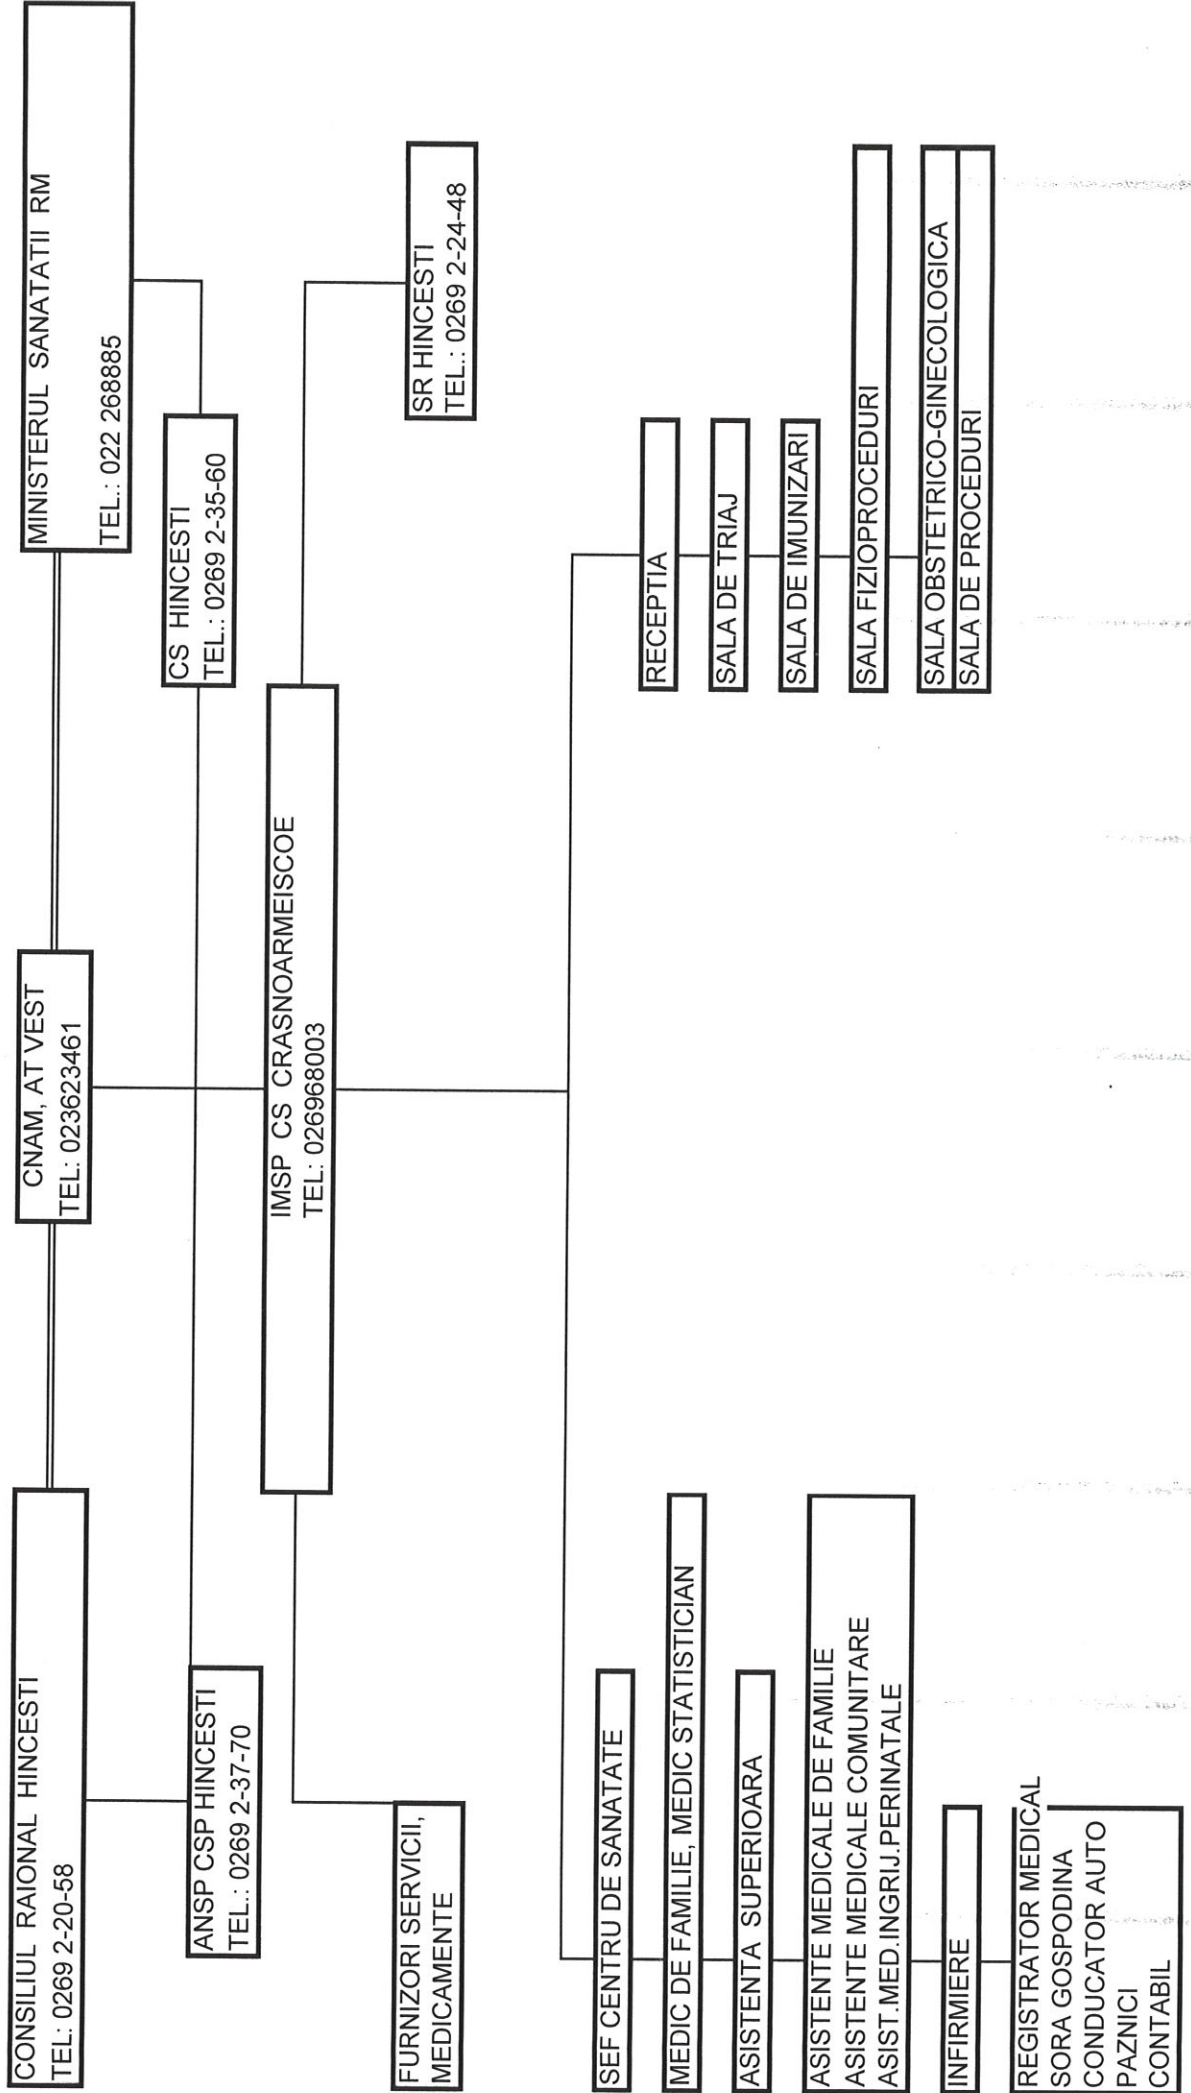 CONSILIUL RAIONAL HINCESTI
TEL: 0269 2-20-58
CNAM, AT VEST
TEL: 023623461
MINISTERUL SANATATII RM
TEL.: 022 268885
ANSP CSP HINCESTI
TEL.: 0269 2-37-70
CS HINCESTI
TEL.: 0269 2-35-60
IMSP CS CRASNOARMEISCOE
TEL: 026968003
FURNIZORI SERVICII,
MEDICAMENTE
SR HINCESTI
TEL.: 0269 2-24-48
SEF CENTRU DE SANATATE
MEDIC DE FAMILIE, MEDIC STATISTICIAN
ASISTENTA SUPERIOARA
ASISTENTE MEDICALE DE FAMILIE
ASISTENTE MEDICALE COMUNITARE
ASIST.MED.INGRIJ.PERINATALE
INFIRMIERE
REGISTRATOR MEDICAL
SORA GOSPODINA
CONDUCATOR AUTO
PAZNICI
CONTABIL
RECEPTIA
SALA DE TRIAJ
SALA DE IMUNIZARI
SALA FIZIOPROCEDURI
SALA OBSTETRICO-GINECOLOGICA
SALA DE PROCEDURI